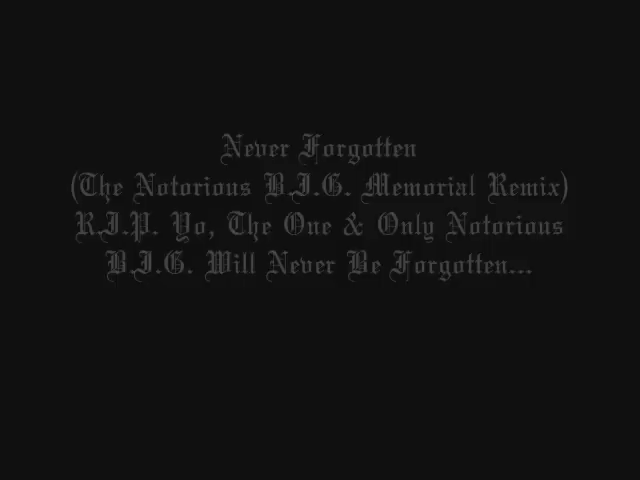 Never Forgotten
(The Notorious B.I.G. Memorial Remix)
R.I.P. Yo, The One & Only Notorious
B.I.G. Will Never Be Forgotten...